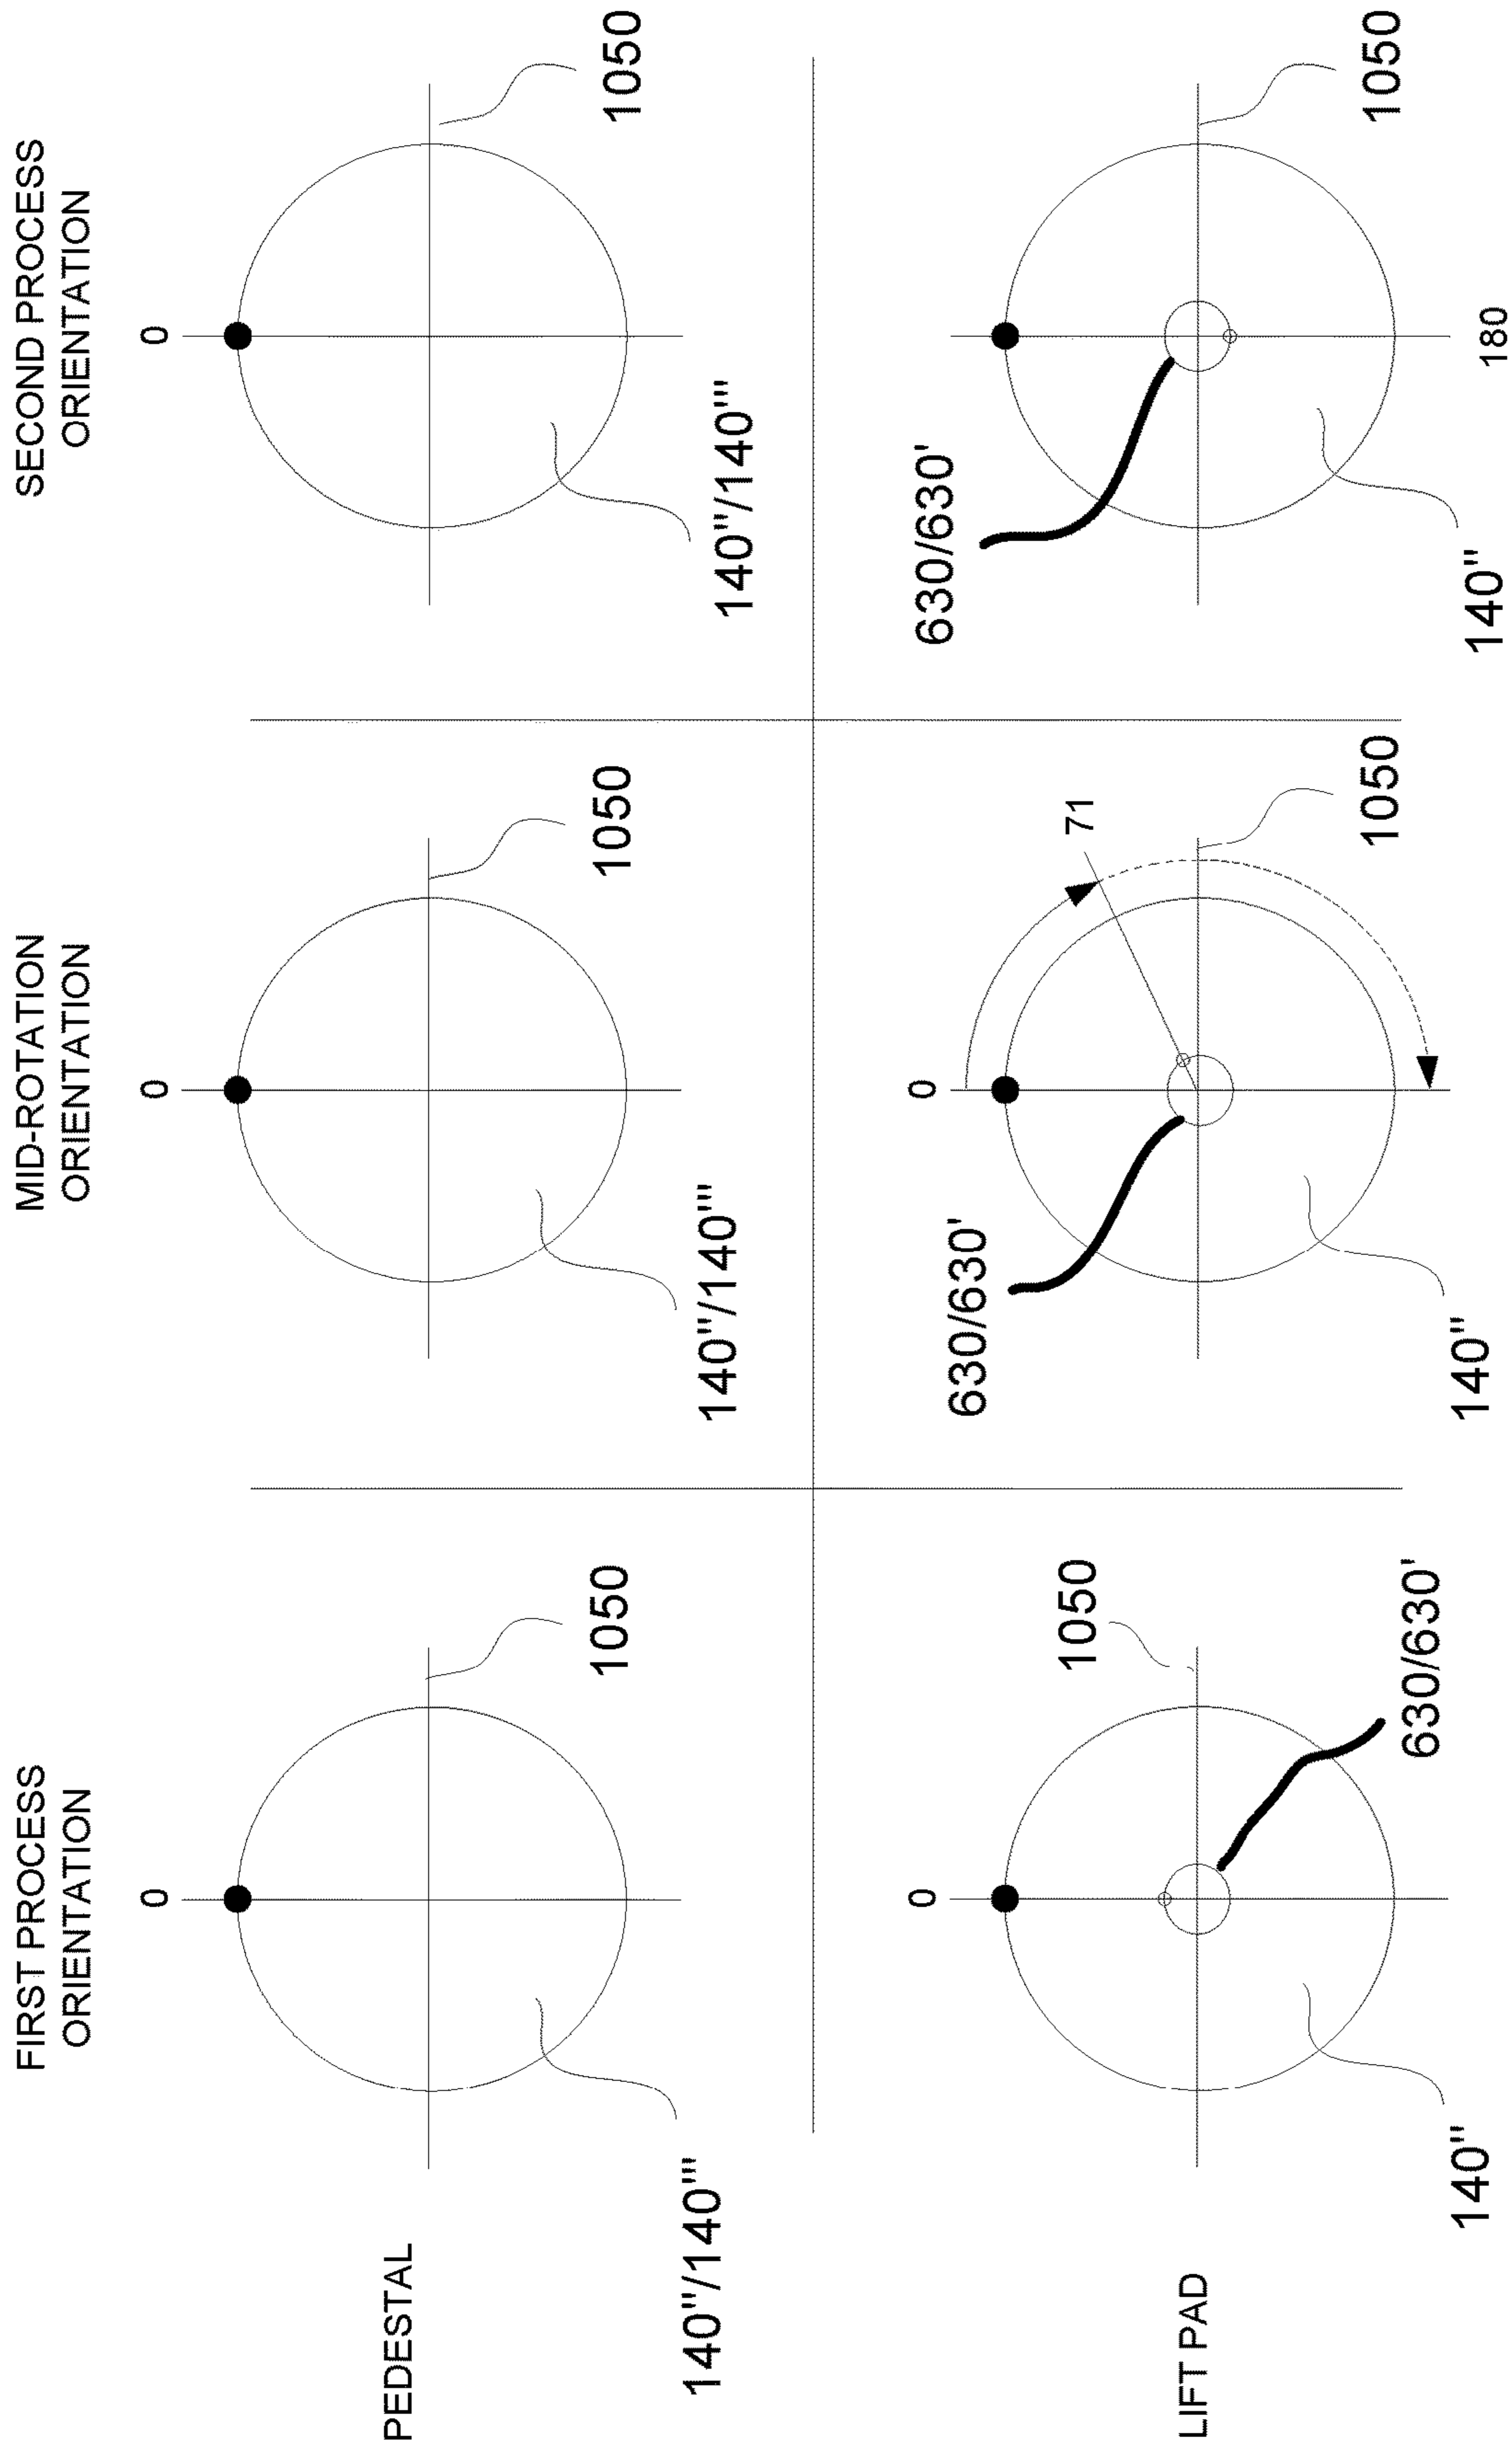 FIRST PROCESS
ORIENTATION
MID-ROTATION
ORIENTATION
SECOND PROCESS
ORIENTATION
0
0
0
PEDESTAL
1050
1050
1050
140"/140'''
140"/140'''
140"/140'''
0
0
630/630'
630/630'
1050
71
LIFT PAD
1050
1050
630/630'
140"
140"
140"
180